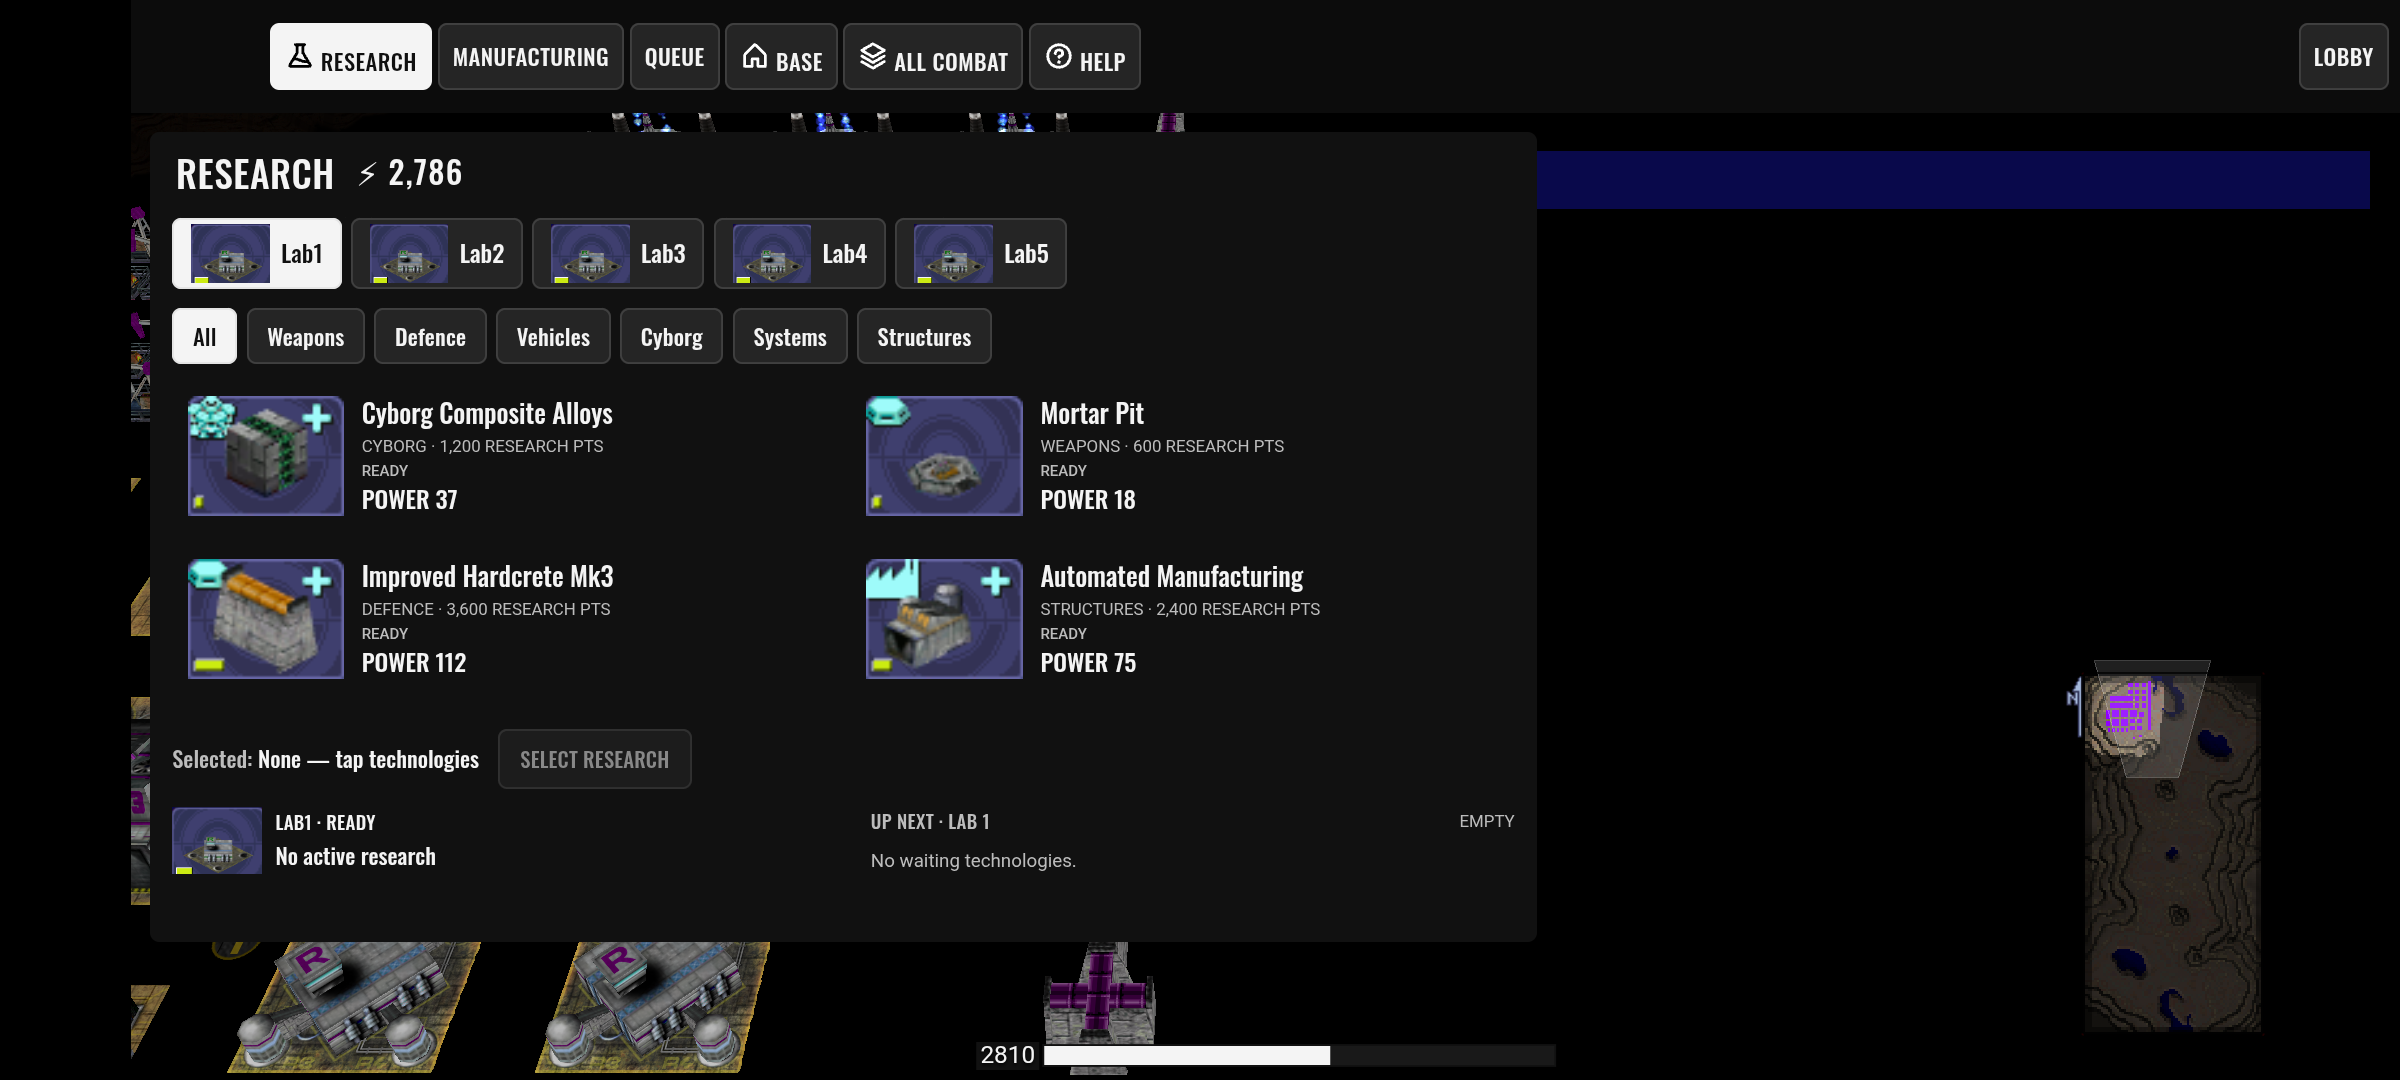 RESEARCH
MANUFACTURING
QUEUE
BASE
ALL COMBAT
HELP
LOBBY
RESEARCH ⚡ 2,786
Lab1
Lab2
Lab3
Lab4
Lab5
All
Weapons
Defence
Vehicles
Cyborg
Systems
Structures
Cyborg Composite Alloys
CYBORG · 1,200 RESEARCH PTS
READY
POWER 37
Mortar Pit
WEAPONS · 600 RESEARCH PTS
READY
POWER 18
Improved Hardcrete Mk3
DEFENCE · 3,600 RESEARCH PTS
READY
POWER 112
Automated Manufacturing
STRUCTURES · 2,400 RESEARCH PTS
READY
POWER 75
N
Selected: None — tap technologies
SELECT RESEARCH
LAB1 · READY
No active research
UP NEXT · LAB 1
EMPTY
No waiting technologies.
3
R
R
2810